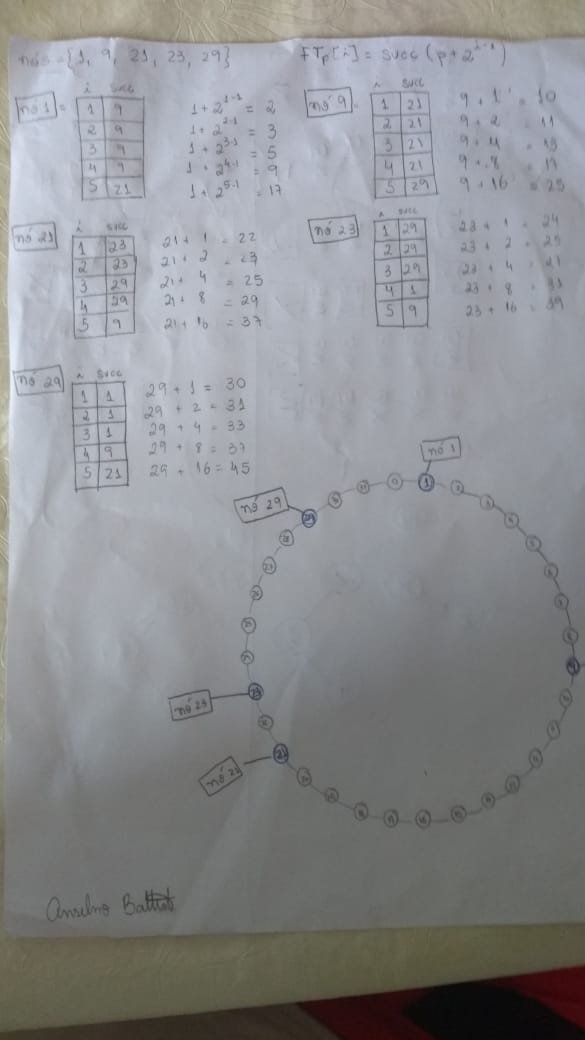 nós = {1, 9, 21, 23, 29}
FTp[i] = succ (p + 2^i-1)
nó 1 =
i succ
1 9
2 9
3 9
4 9
5 21
1 + 2^1-1 = 2
1 + 2^2-1 = 3
1 + 2^3-1 = 5
1 + 2^4-1 = 9
1 + 2^5-1 = 17
nó 9
i succ
1 21
2 21
3 21
4 21
5 29
9 + 1 = 10
9 + 2 = 11
9 + 4 = 13
9 + 8 = 17
9 + 16 = 25
nó 21
i succ
1 23
2 23
3 29
4 29
5 9
21 + 1 = 22
21 + 2 = 23
21 + 4 = 25
21 + 8 = 29
21 + 16 = 37
nó 23
i succ
1 29
2 29
3 29
4 1
5 9
23 + 1 = 24
23 + 2 = 25
23 + 4 =
23 + 8 = 31
23 + 16 = 39
nó 29
i succ
1 1
2 1
3 1
4 9
5 21
29 + 1 = 30
29 + 2 = 31
29 + 4 = 33
29 + 8 = 37
29 + 16 = 45
nó 1
1
2
nó 29
29
28
27
nó 23
23
21
Anselmo